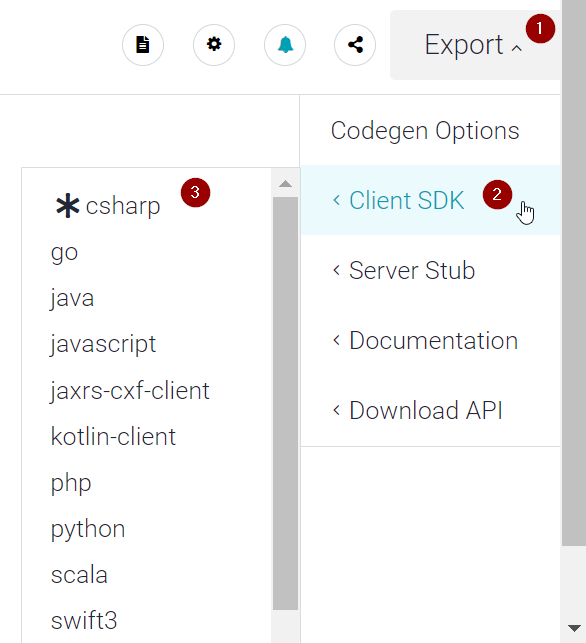 Export 1
Codegen Options
Client SDK 2
Server Stub
Documentation
Download API
csharp 3
go
java
javascript
jaxrs-cxf-client
kotlin-client
php
python
scala
swift3